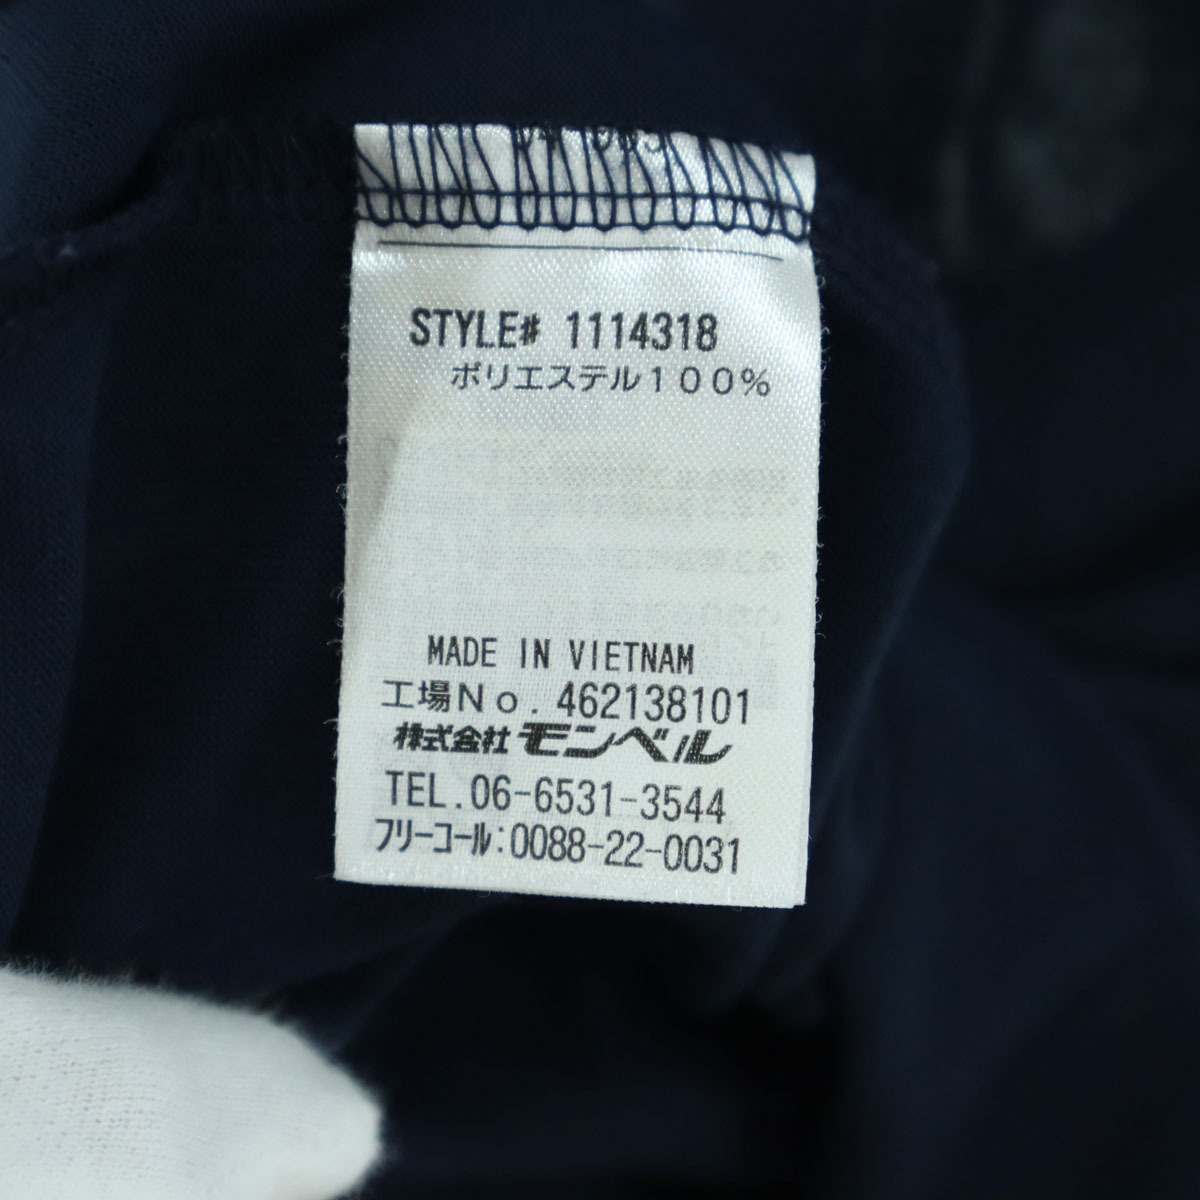 STYLE# 1114318
ポリエステル１００％
MADE IN VIETNAM
工場Ｎｏ．462138101
株式会社モンベル
TEL.06-6531-3544
フリーコール:0088-22-0031